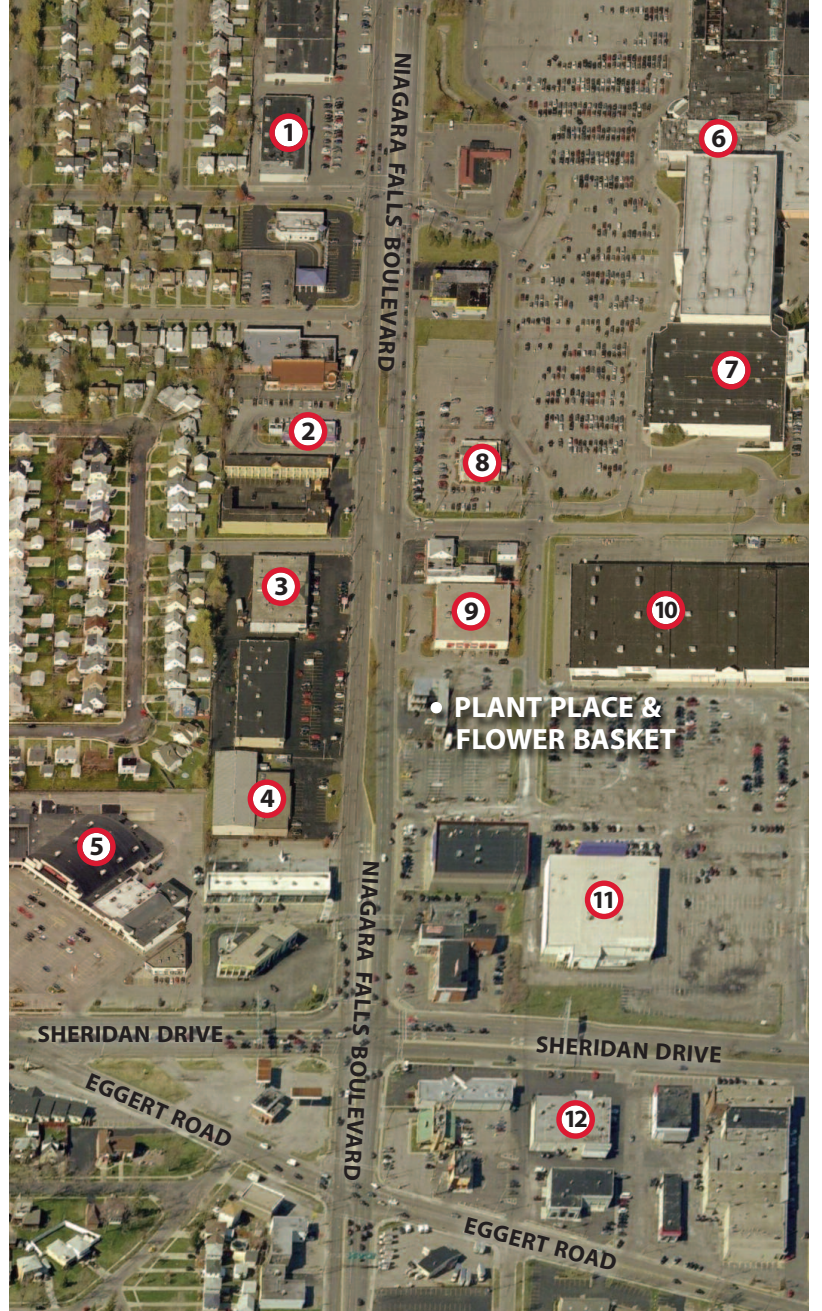 NIAGARA FALLS BOULEVARD
1
6
7
2
8
3
9
10
PLANT PLACE &
FLOWER BASKET
4
5
11
NIAGARA FALLS BOULEVARD
SHERIDAN DRIVE
SHERIDAN DRIVE
EGGERT ROAD
12
EGGERT ROAD